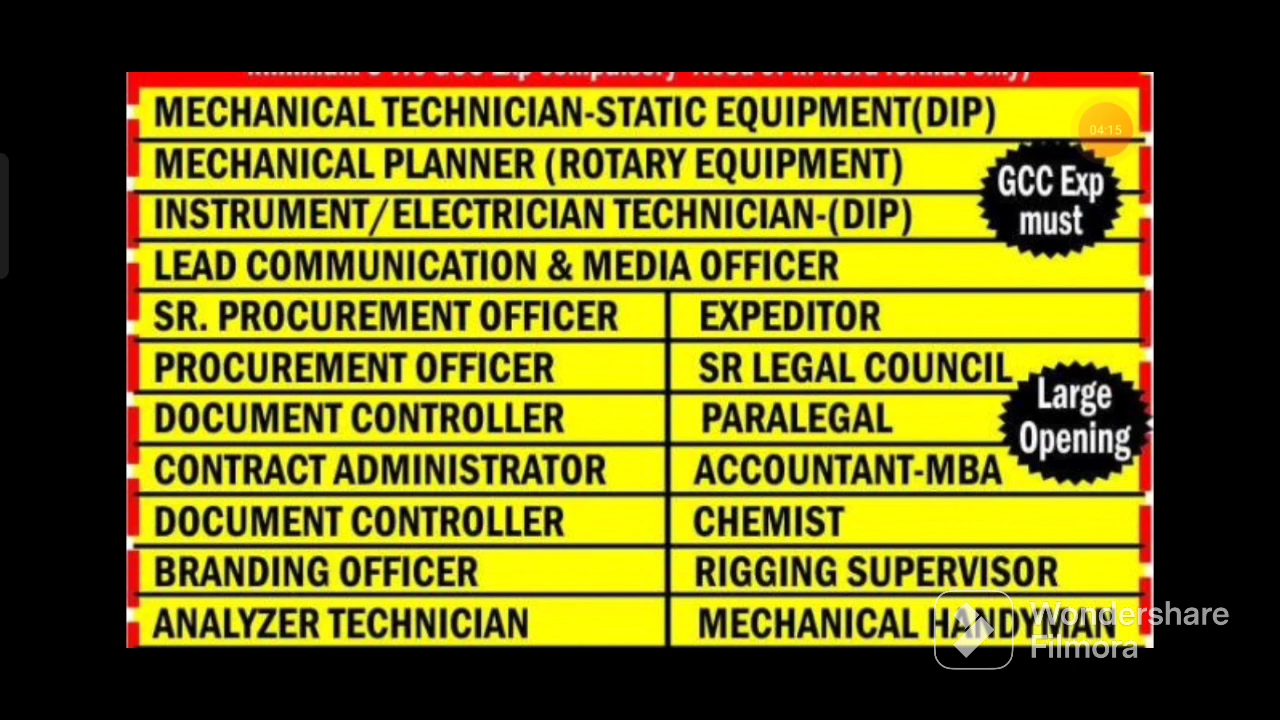 MECHANICAL TECHNICIAN-STATIC EQUIPMENT(DIP)
04:15
MECHANICAL PLANNER (ROTARY EQUIPMENT)
GCC Exp
must
INSTRUMENT/ELECTRICIAN TECHNICIAN-(DIP)
LEAD COMMUNICATION & MEDIA OFFICER
SR. PROCUREMENT OFFICER
EXPEDITOR
PROCUREMENT OFFICER
SR LEGAL COUNCIL
Large
Opening
DOCUMENT CONTROLLER
PARALEGAL
CONTRACT ADMINISTRATOR
ACCOUNTANT-MBA
DOCUMENT CONTROLLER
CHEMIST
BRANDING OFFICER
RIGGING SUPERVISOR
ANALYZER TECHNICIAN
MECHANICAL HANDYMAN
Wondershare
Filmora